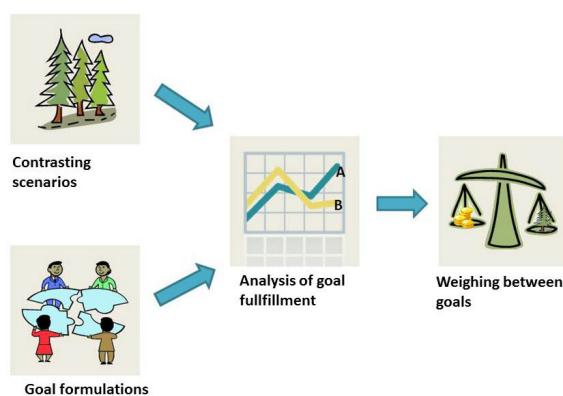 Contrasting
scenarios
A
B
Analysis of goal
fullfillment
Weighing between
goals
Goal formulations